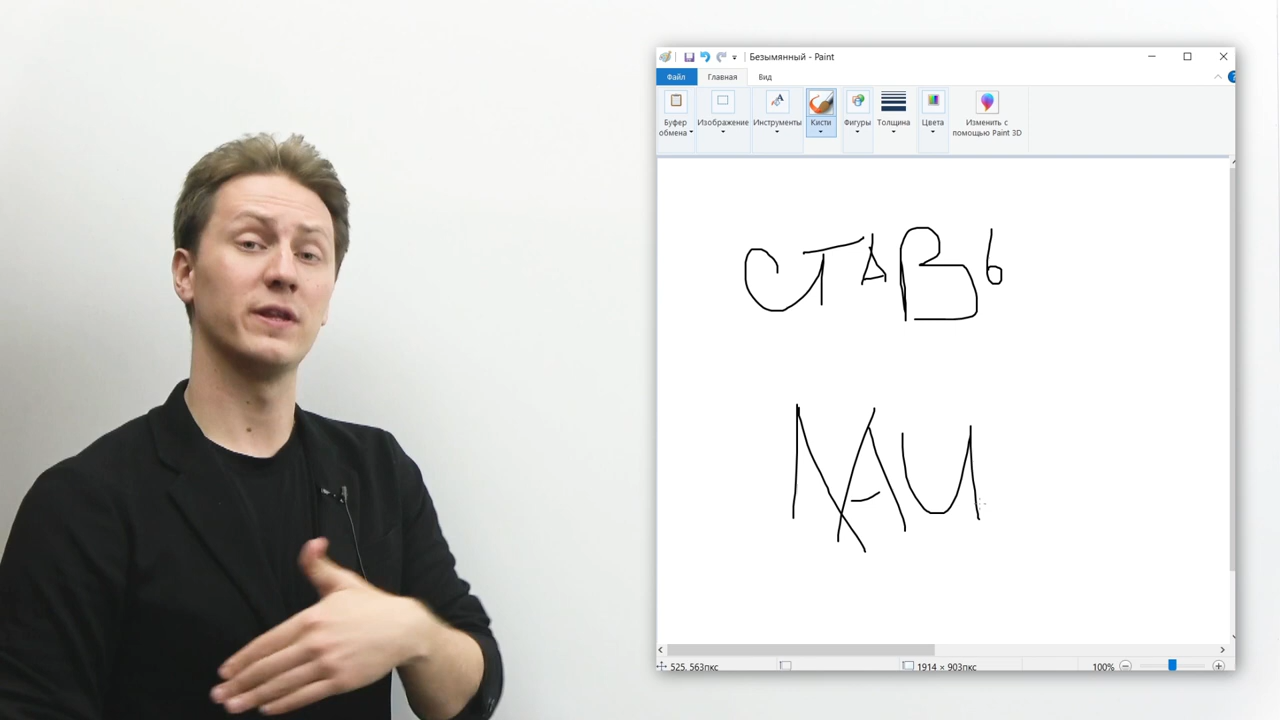 Безымянный - Paint
Файл Главная Вид
Буфер обмена Изображение Инструменты Кисти Фигуры Толщина Цвета Изменить с помощью Paint 3D
СТАВЬ
МАИ
525, 563пкс 1914 × 903пкс 100%